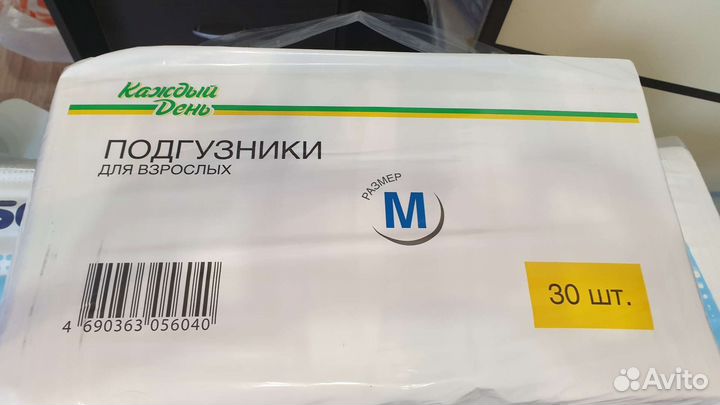 Каждый
День
ПОДГУЗНИКИ
ДЛЯ ВЗРОСЛЫХ
РАЗМЕР
M
30 шт.
4 690363 056040
Avito